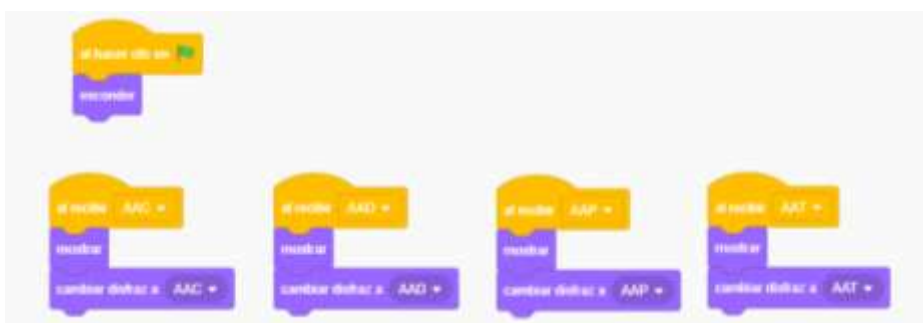 al hacer clic en
esconder
al recibir AAC
mostrar
cambiar disfraz a AAC
al recibir AAD
mostrar
cambiar disfraz a AAD
al recibir AAP
mostrar
cambiar disfraz a AAP
al recibir AAT
mostrar
cambiar disfraz a AAT